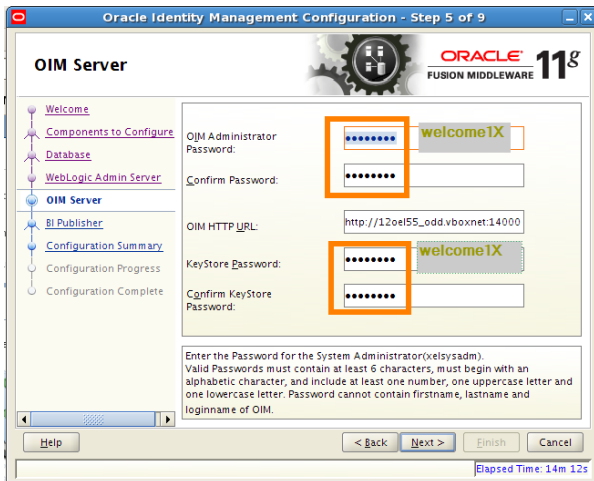 Oracle Identity Management Configuration - Step 5 of 9
OIM Server
ORACLE
FUSION MIDDLEWARE 11g
Welcome
Components to Configure
Database
WebLogic Admin Server
OIM Server
BI Publisher
Configuration Summary
Configuration Progress
Configuration Complete
OIM Administrator
Password:
•••••••• welcome1X
Confirm Password: ••••••••
OIM HTTP URL: http://12oel55_odd.vboxnet:14000
KeyStore Password: •••••••• welcome1X
Confirm KeyStore
Password:
••••••••
Enter the Password for the System Administrator(xelsysadm).
Valid Passwords must contain at least 6 characters, must begin with an
alphabetic character, and include at least one number, one uppercase letter and
one lowercase letter. Password cannot contain firstname, lastname and
loginname of OIM.
Help < Back Next > Finish Cancel
Elapsed Time: 14m 12s